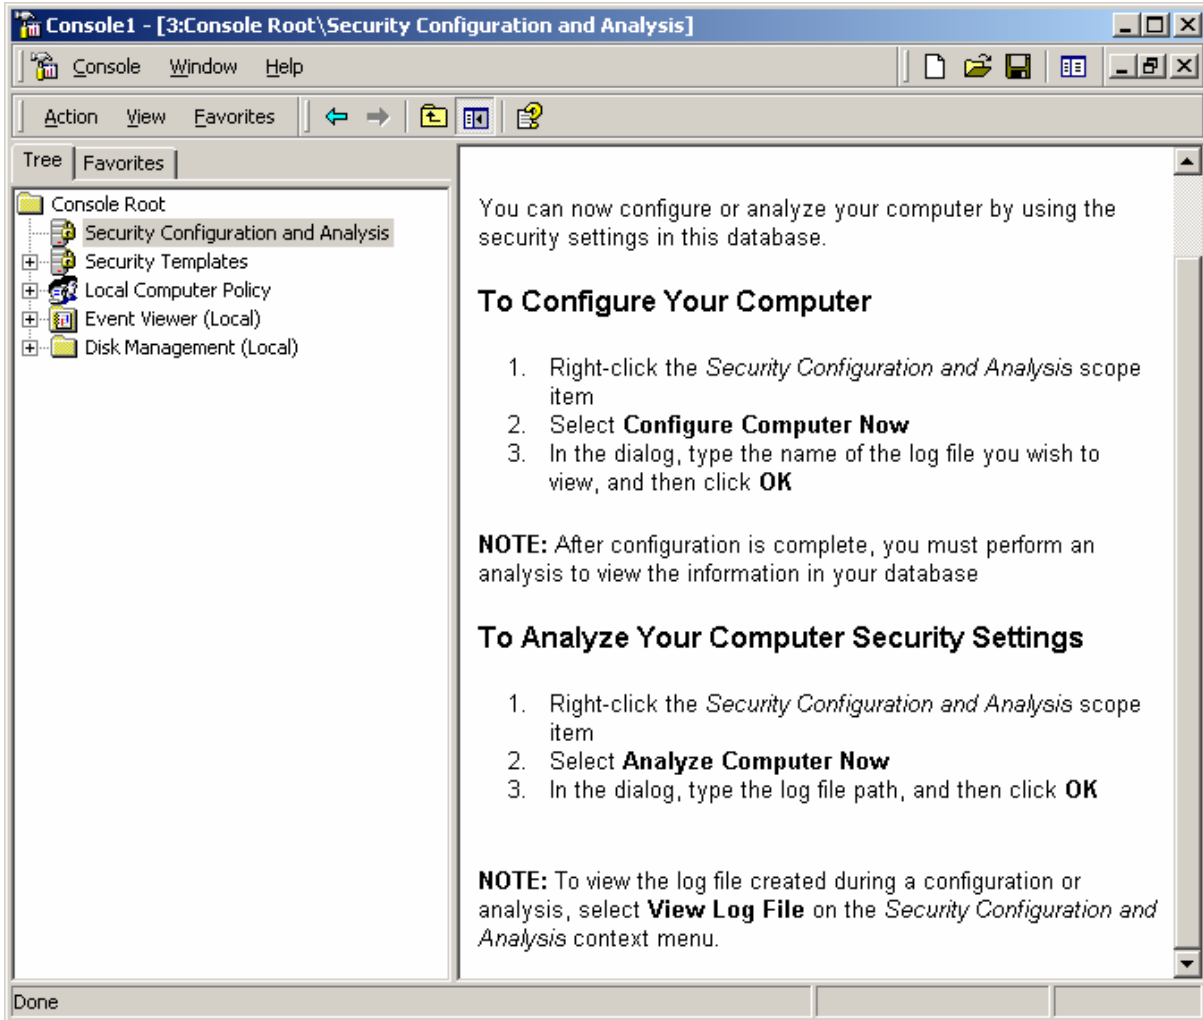 Console1 - [3:Console Root\Security Configuration and Analysis]
Console Window Help
Action View Favorites
Tree Favorites
Console Root
Security Configuration and Analysis
Security Templates
Local Computer Policy
Event Viewer (Local)
Disk Management (Local)
You can now configure or analyze your computer by using the
security settings in this database.
To Configure Your Computer
1. Right-click the Security Configuration and Analysis scope
item
2. Select Configure Computer Now
3. In the dialog, type the name of the log file you wish to
view, and then click OK
NOTE: After configuration is complete, you must perform an
analysis to view the information in your database
To Analyze Your Computer Security Settings
1. Right-click the Security Configuration and Analysis scope
item
2. Select Analyze Computer Now
3. In the dialog, type the log file path, and then click OK
NOTE: To view the log file created during a configuration or
analysis, select View Log File on the Security Configuration and
Analysis context menu.
Done